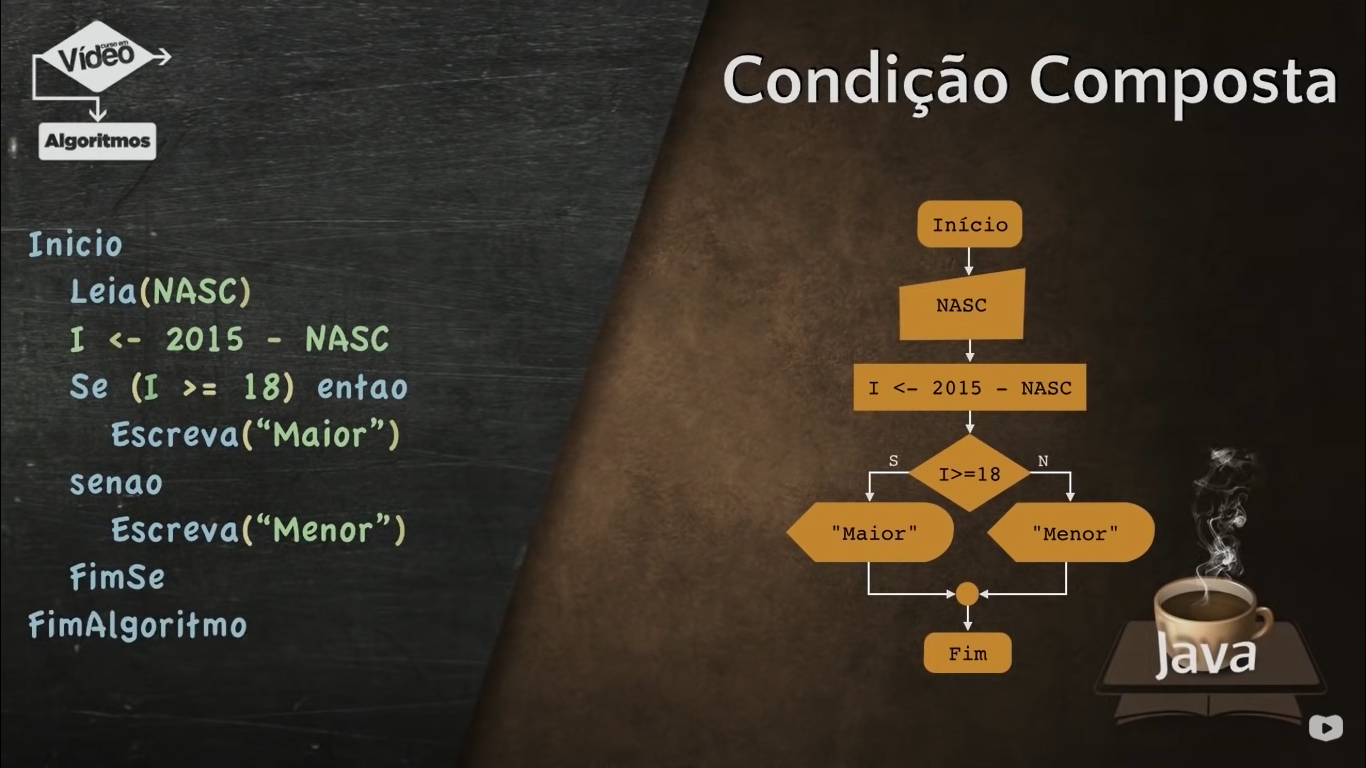 curso em
Vídeo
Algoritmos
Condição Composta
Inicio
Leia(NASC)
I <- 2015 - NASC
Se (I >= 18) entao
Escreva(“Maior”)
senao
Escreva(“Menor”)
FimSe
FimAlgoritmo
Início
NASC
I <- 2015 - NASC
S
I>=18
N
"Maior"
"Menor"
Fim
Java